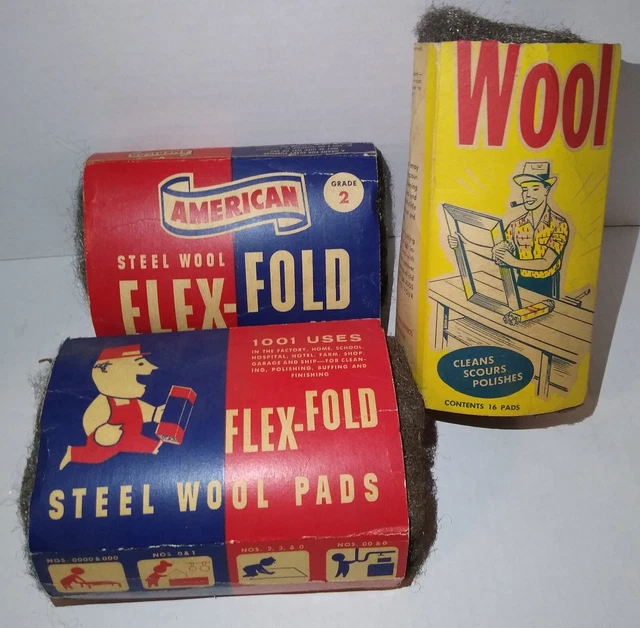 Wool
CLEANS
SCOURS
POLISHES
CONTENTS 16 PADS
AMERICAN
GRADE
2
STEEL WOOL
FLEX-FOLD
1001 USES
IN THE FACTORY, HOME, SCHOOL,
HOSPITAL, HOTEL, FARM, SHOP
GARAGE AND SHIP—FOR CLEAN-
ING, POLISHING, BUFFING AND
FINISHING
FLEX-FOLD
STEEL WOOL PADS
NOS. 0000 & 000
NOS. 0 & 1
NOS. 2, 3, & 0
NOS. 00 & 0